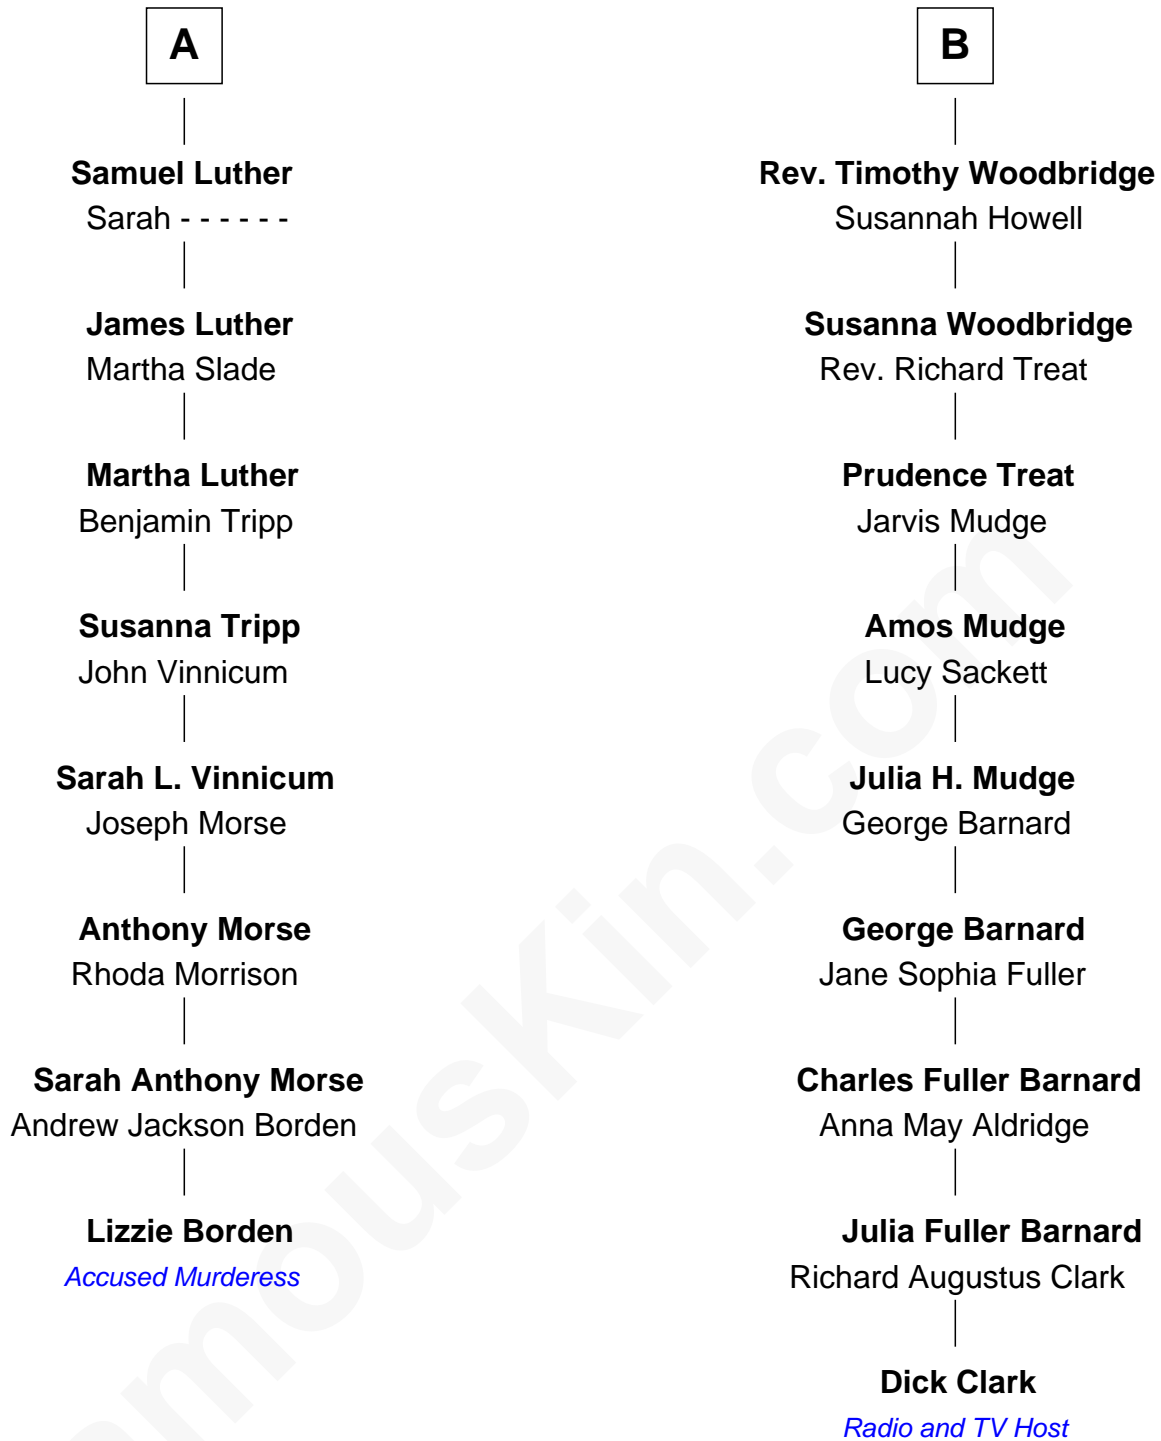 A
Samuel Luther
Sarah - - - - - -
James Luther
Martha Slade
Martha Luther
Benjamin Tripp
Susanna Tripp
John Vinnicum
Sarah L. Vinnicum
Joseph Morse
Anthony Morse
Rhoda Morrison
Sarah Anthony Morse
Andrew Jackson Borden
Lizzie Borden
Accused Murderess
B
Rev. Timothy Woodbridge
Susannah Howell
Susanna Woodbridge
Rev. Richard Treat
Prudence Treat
Jarvis Mudge
Amos Mudge
Lucy Sackett
Julia H. Mudge
George Barnard
George Barnard
Jane Sophia Fuller
Charles Fuller Barnard
Anna May Aldridge
Julia Fuller Barnard
Richard Augustus Clark
Dick Clark
Radio and TV Host
mouskin.com